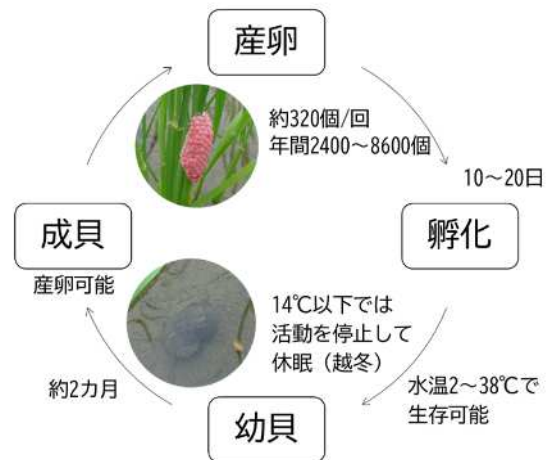 産卵
約320個/回
年間2400～8600個
10～20日
孵化
水温2～38℃で
生存可能
幼貝
14℃以下では
活動を停止して
休眠（越冬）
約2カ月
成貝
産卵可能